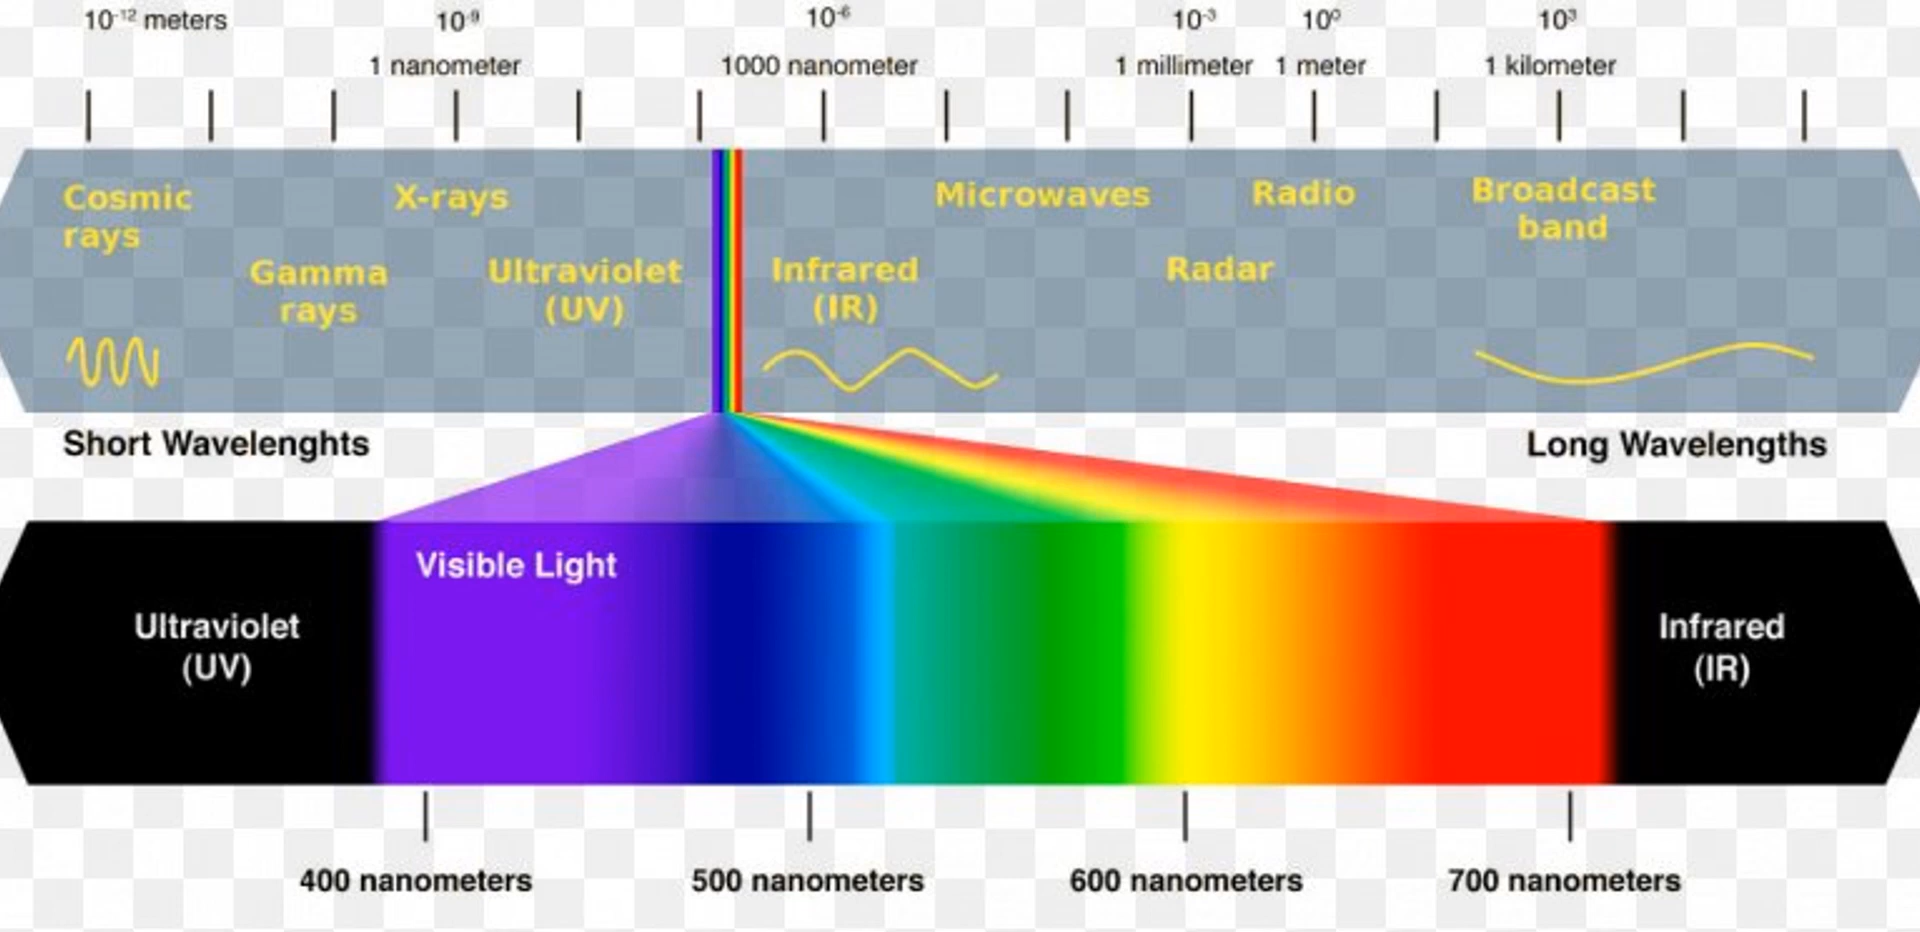 10⁻¹² meters 10⁻⁹ 10⁻⁶ 10⁻³ 10⁰ 10³
1 nanometer 1000 nanometer 1 millimeter 1 meter 1 kilometer
Cosmic
rays
Gamma
rays
X-rays
Ultraviolet
(UV)
Infrared
(IR)
Microwaves
Radar
Radio
Broadcast
band
Short Wavelenghts
Long Wavelengths
Visible Light
Ultraviolet
(UV)
Infrared
(IR)
400 nanometers 500 nanometers 600 nanometers 700 nanometers